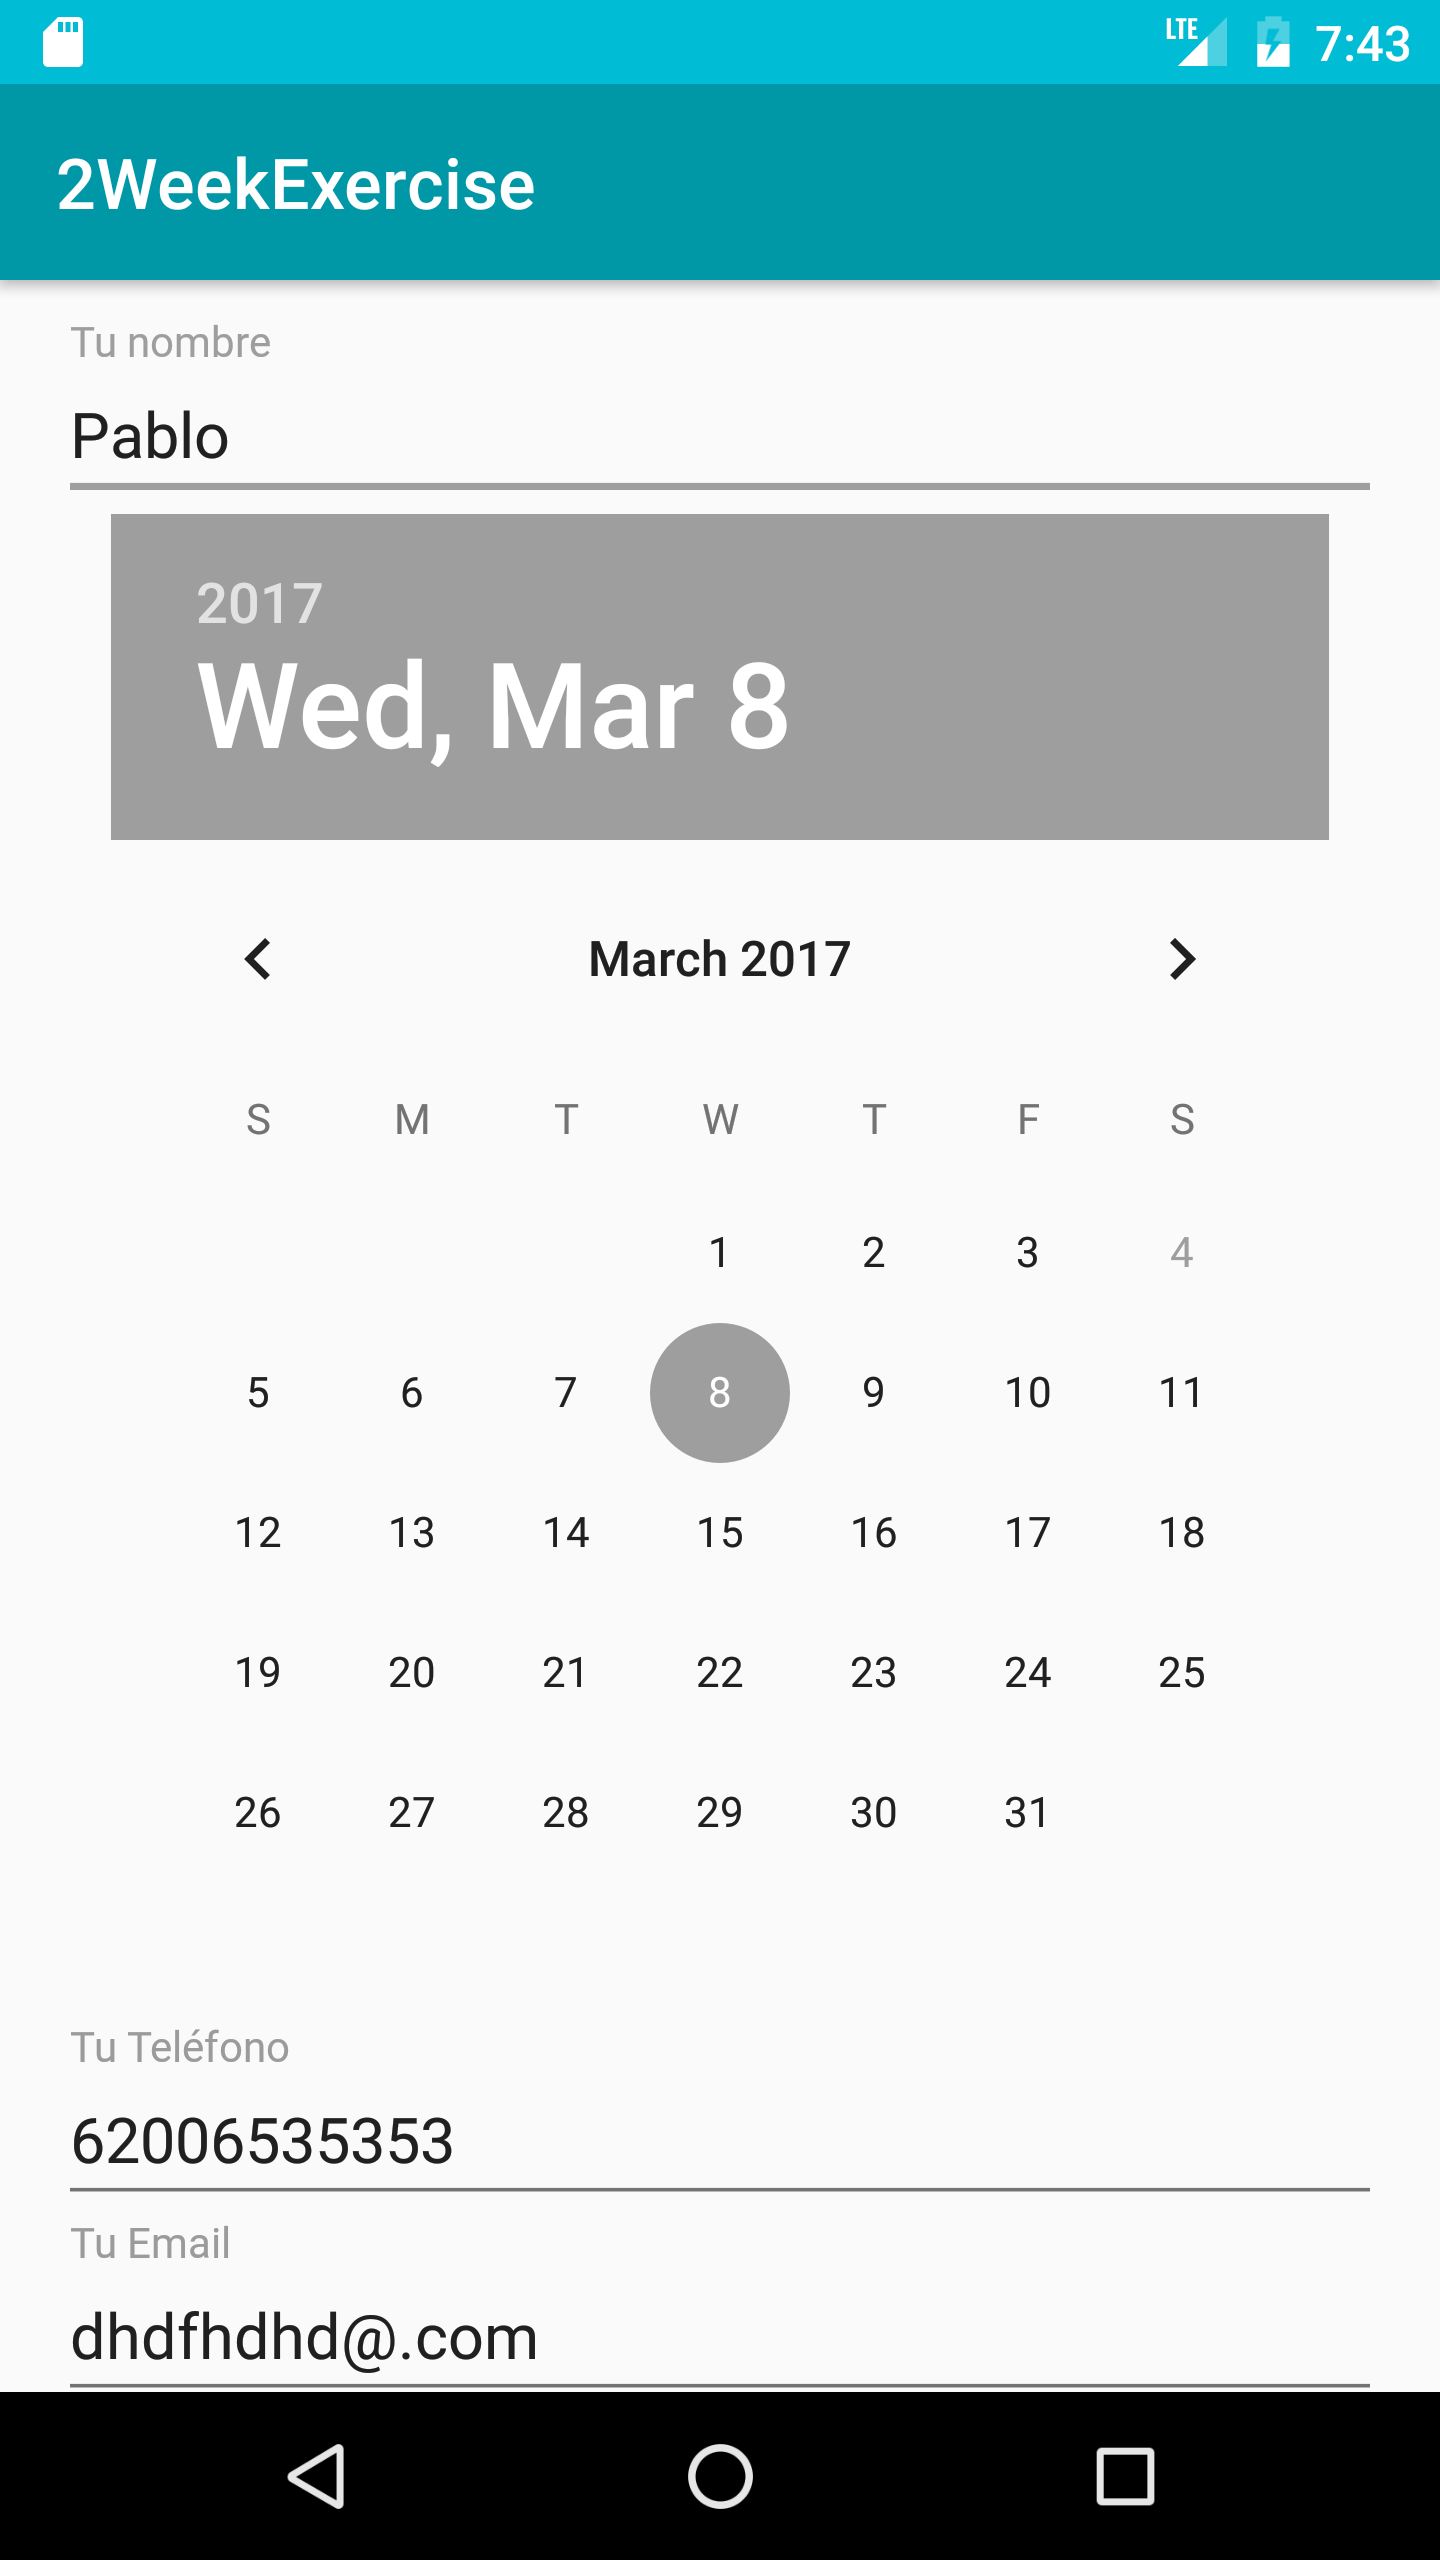 LTE 7:43
2WeekExercise
Tu nombre
Pablo
2017
Wed, Mar 8
March 2017
S M T W T F S
1 2 3 4
5 6 7 8 9 10 11
12 13 14 15 16 17 18
19 20 21 22 23 24 25
26 27 28 29 30 31
Tu Teléfono
62006535353
Tu Email
dhdfhdhd@.com